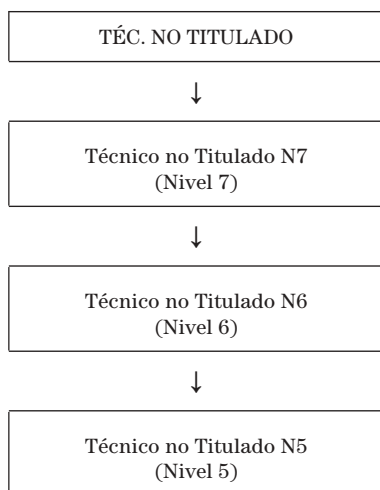 TÉC. NO TITULADO
↓
Técnico no Titulado N7
(Nivel 7)
↓
Técnico no Titulado N6
(Nivel 6)
↓
Técnico no Titulado N5
(Nivel 5)